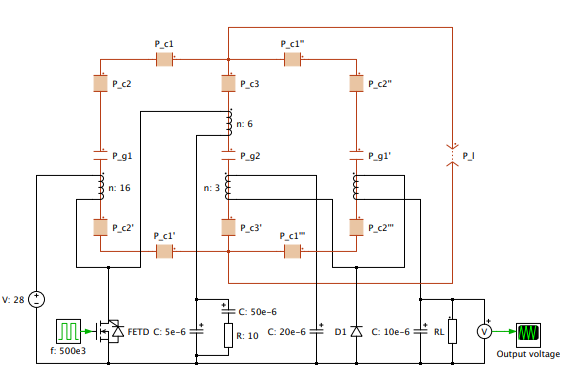 P_c1
P_c1"
P_c2
P_c3
P_c2"
n: 6
P_g1
P_g2
P_g1'
P_l
n: 16
n: 3
P_c2'
P_c1'
P_c3'
P_c1'"
P_c2'"
V: 28
C: 50e-6
FETD
C: 5e-6
R: 10
C: 20e-6
D1
C: 10e-6
RL
V
f: 500e3
Output voltage